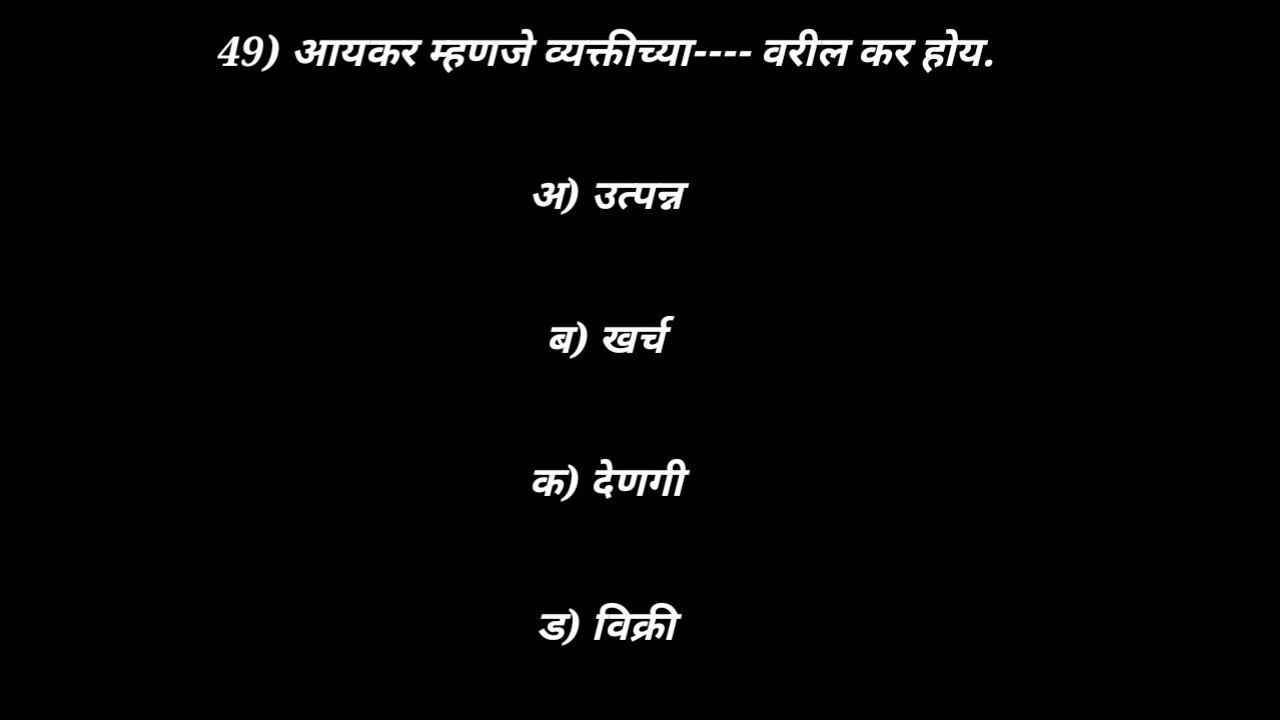 49) आयकर म्हणजे व्यक्तीच्या---- वरील कर होय.
अ) उत्पन्न
ब) खर्च
क) देणगी
ड) विक्री